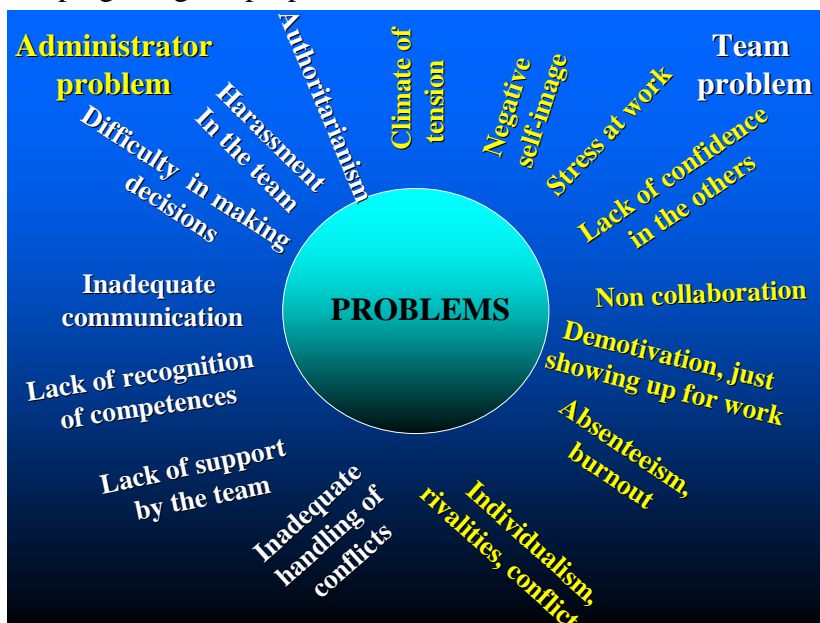 Administrator
problem
Team
problem
Authoritarianism
Harassment
In the team
Difficulty in making
decisions
Inadequate
communication
Lack of recognition
of competences
Lack of support
by the team
Inadequate
handling of
conflicts
PROBLEMS
Climate of
tension
Negative
self-image
Stress at work
Lack of confidence
in the others
Non collaboration
Demotivation, just
showing up for work
Absenteeism,
burnout
Individualism,
rivalities, conflict